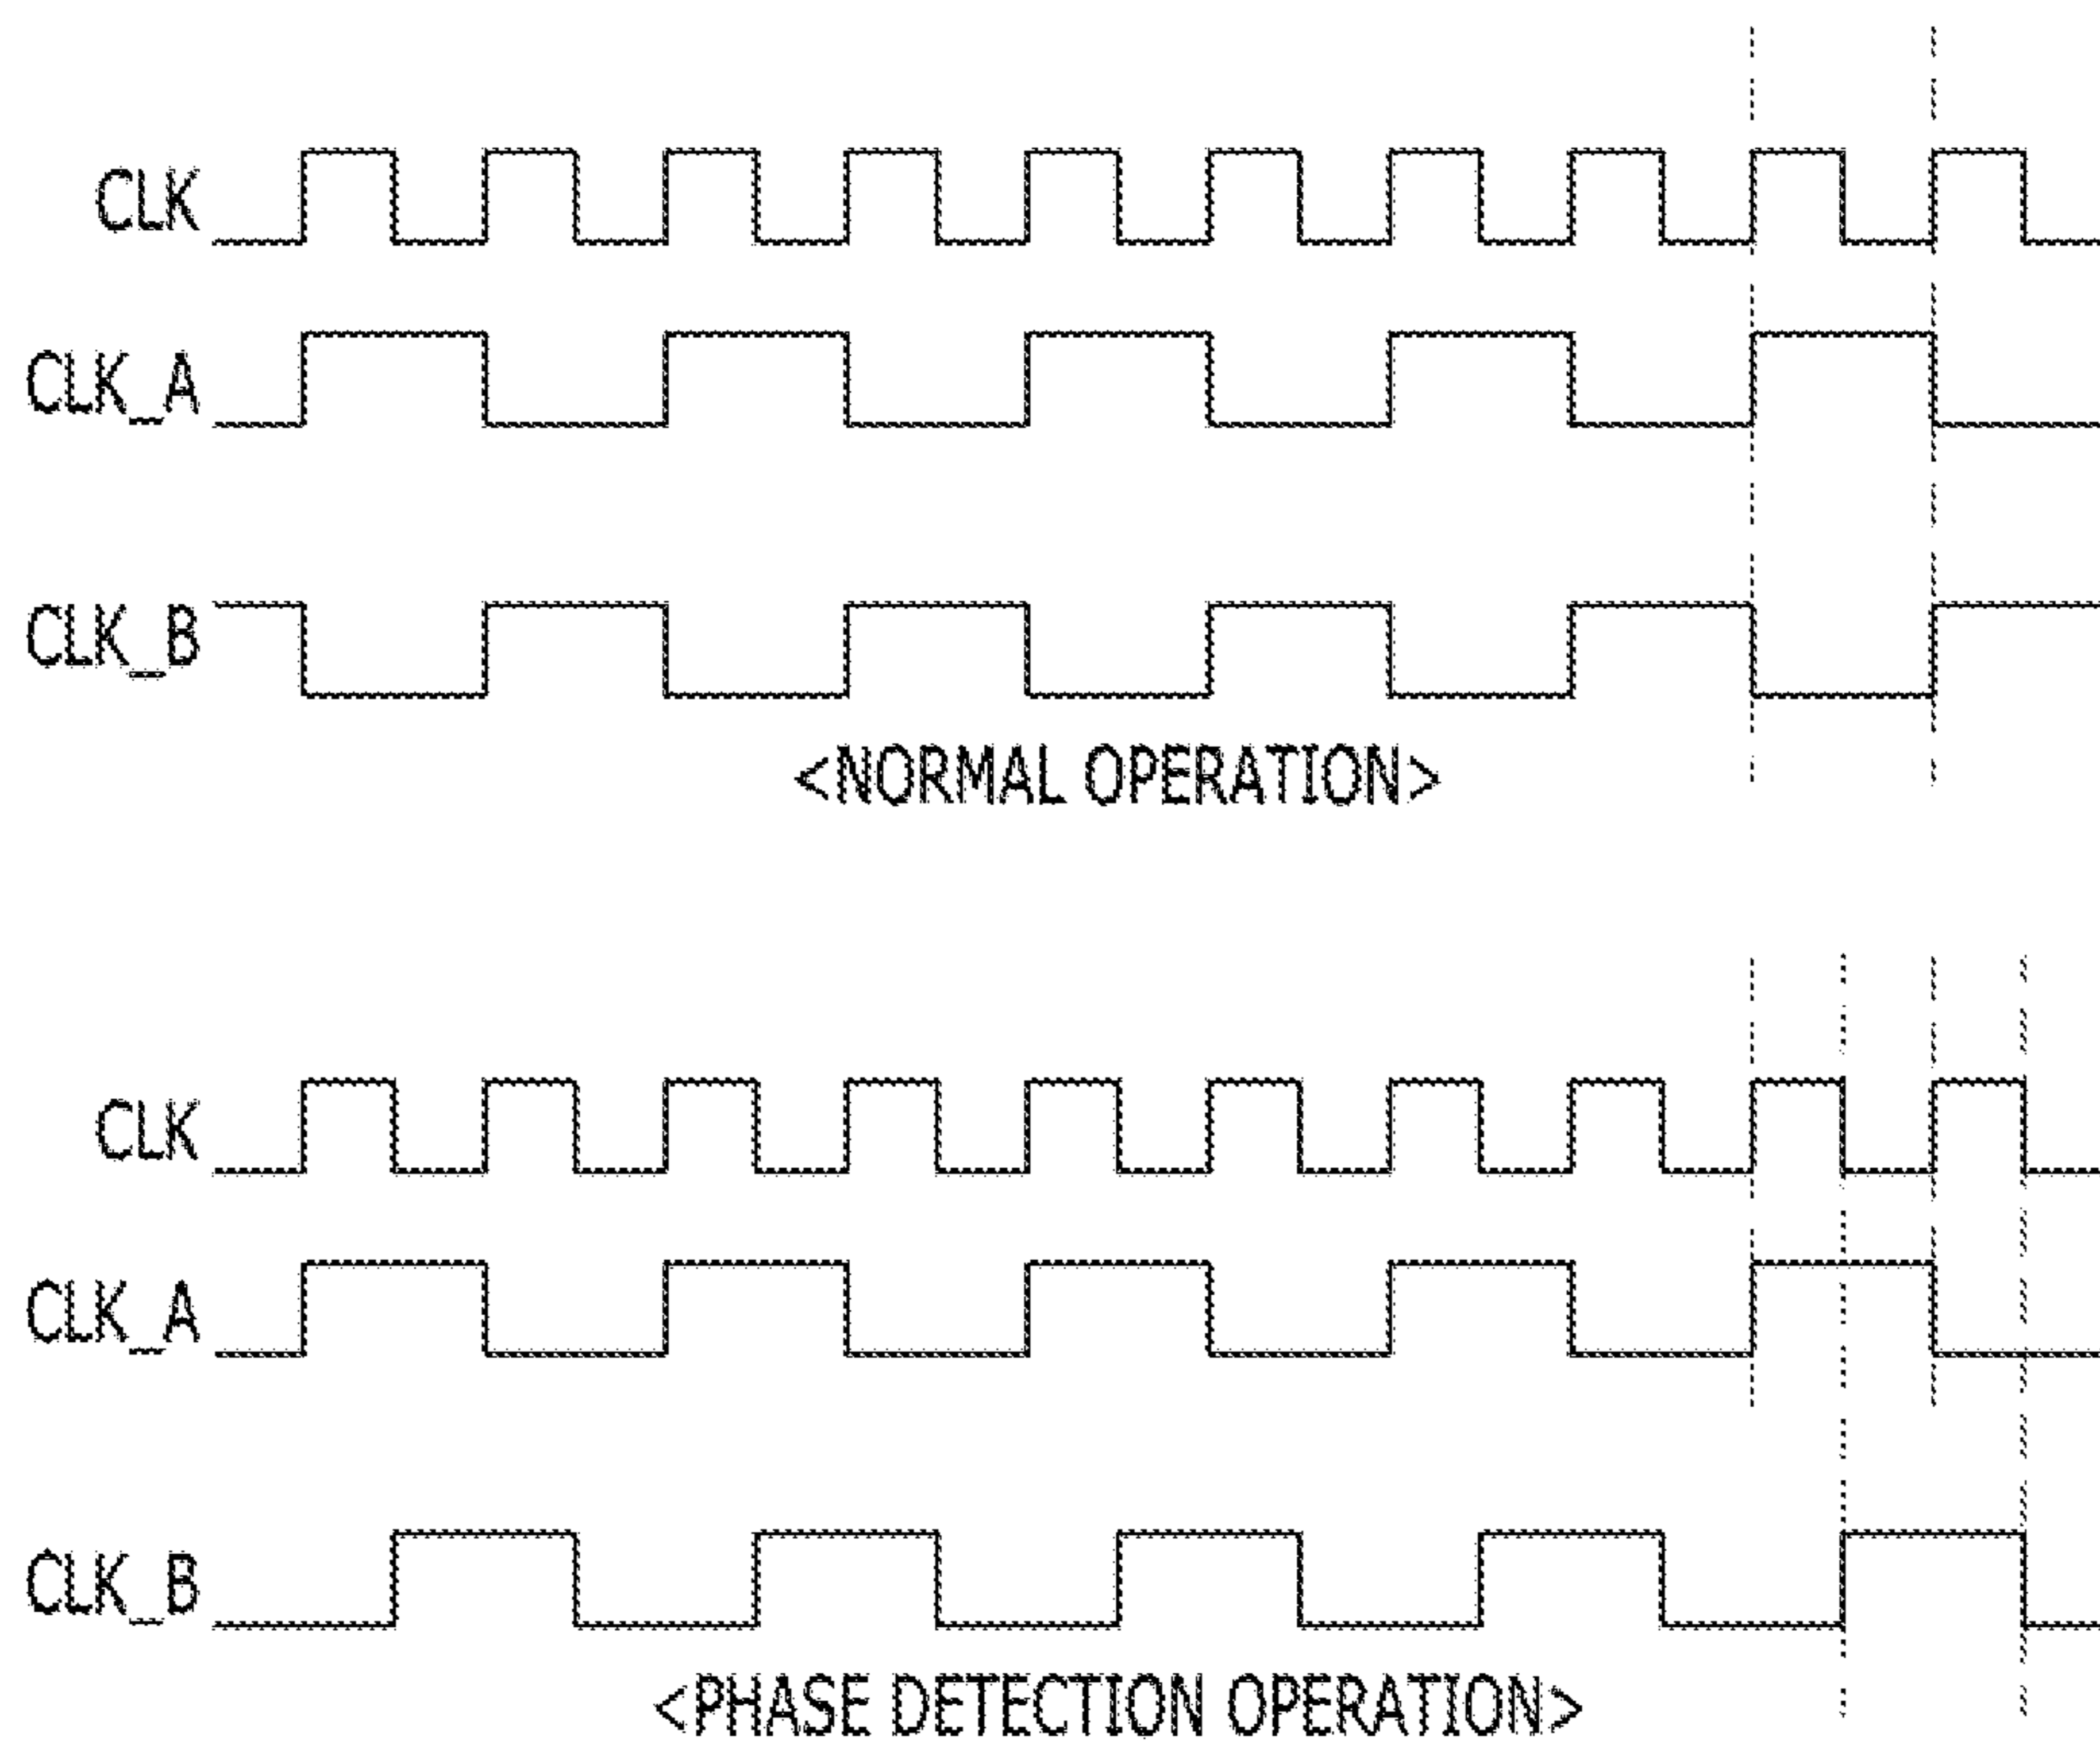 CLK
CLK_A
CLK_B
<NORMAL OPERATION>
CLK
CLK_A
CLK_B
<PHASE DETECTION OPERATION>